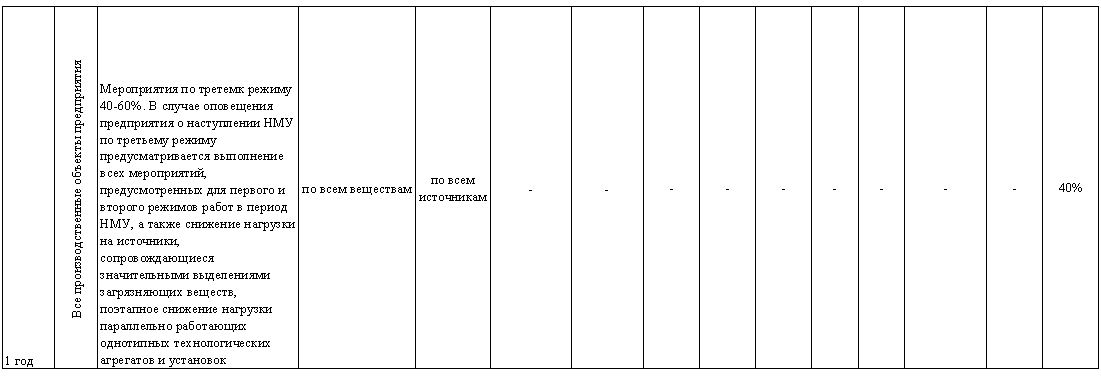 1 год
Все производственные объекты предприятия
Мероприятия по третемк режиму
40-60%. В случае оповещения
предприятия о наступлении НМУ
по третьему режиму
предусматривается выполнение
всех мероприятий,
предусмотренных для первого и
второго режимов работ в период
НМУ, а также снижение нагрузки
на источники,
сопровождающиеся
значительными выделениями
загрязняющих веществ,
поэтапное снижение нагрузки
параллельно работающих
однотипных технологических
агрегатов и установок
по всем веществам
по всем
источникам
-
-
-
-
-
-
-
-
-
40%